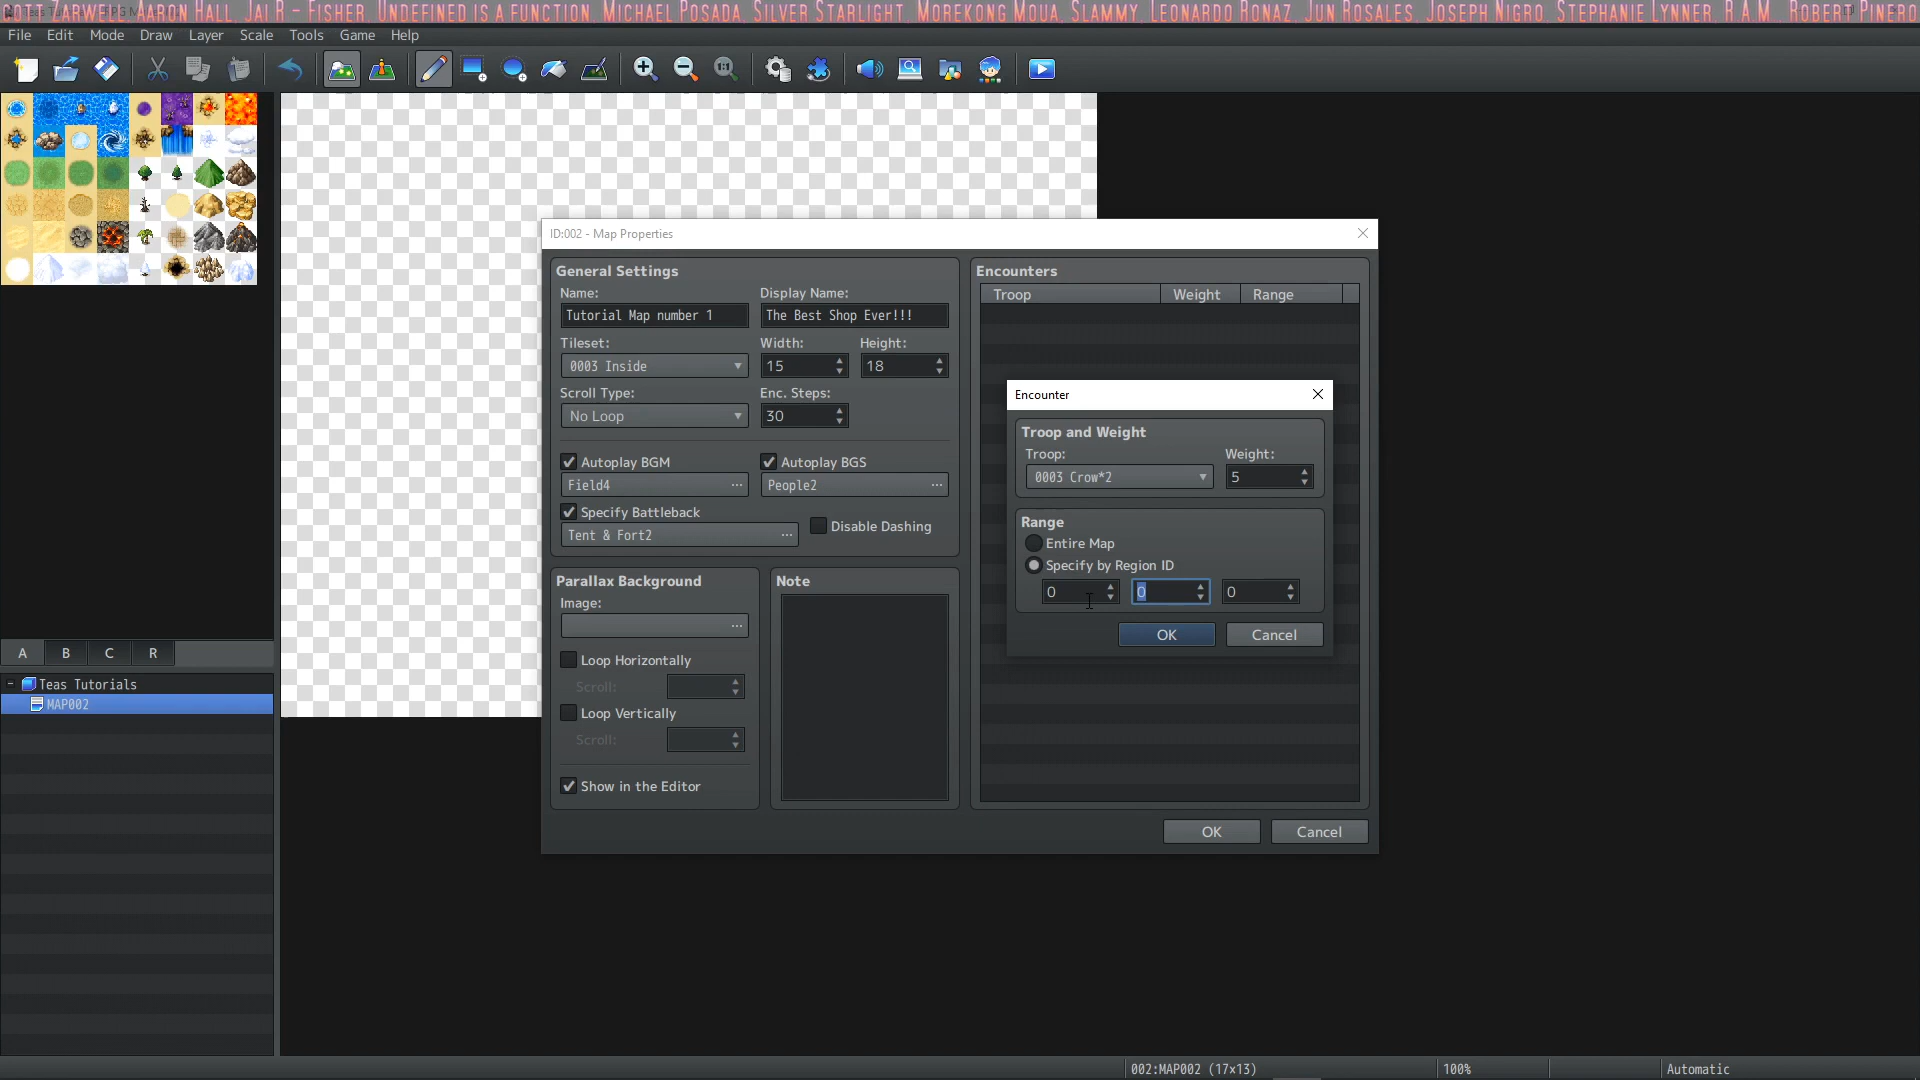 OTT JARWEN, AARON HALL, JAI R - FISHER, UNDEFINED IS A FUNCTION, MICHAEL POSADA, SILVER STARLIGHT, MOREKONG MOUA, SLAMMY, LEONARDO RONAZ, JUN ROSALES, JOSEPH NIGRO, STEPHANIE LYNNER, R A M, ROBERT PINERO
File Edit Mode Draw Layer Scale Tools Game Help
1:1
ID:002 - Map Properties
General Settings
Name: Display Name:
Tutorial Map number 1 The Best Shop Ever!!!
Tileset: Width: Height:
0003 Inside 15 18
Scroll Type: Enc. Steps:
No Loop 30
Autoplay BGM Autoplay BGS
Field4 ... People2 ...
Specify Battleback
Disable Dashing
Tent & Fort2 ...
Parallax Background
Image:
...
Loop Horizontally
Scroll:
Loop Vertically
Scroll:
Show in the Editor
Note
Encounters
Troop Weight Range
Encounter
Troop and Weight
Troop: Weight:
0003 Crow*2 5
Range
Entire Map
Specify by Region ID
0 0 0
OK Cancel
OK Cancel
A B C R
Teas Tutorials
MAP002
002:MAP002 (17×13) 100% Automatic